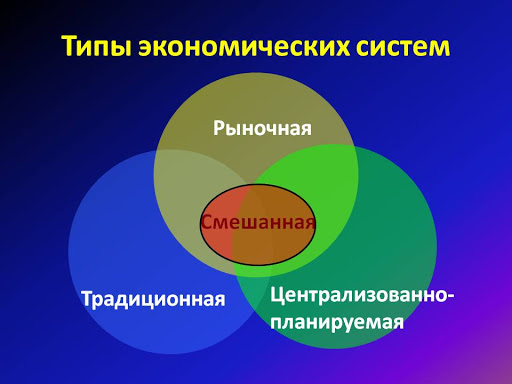 Типы экономических систем
Рыночная
Смешанная
Традиционная
Централизованно-
планируемая